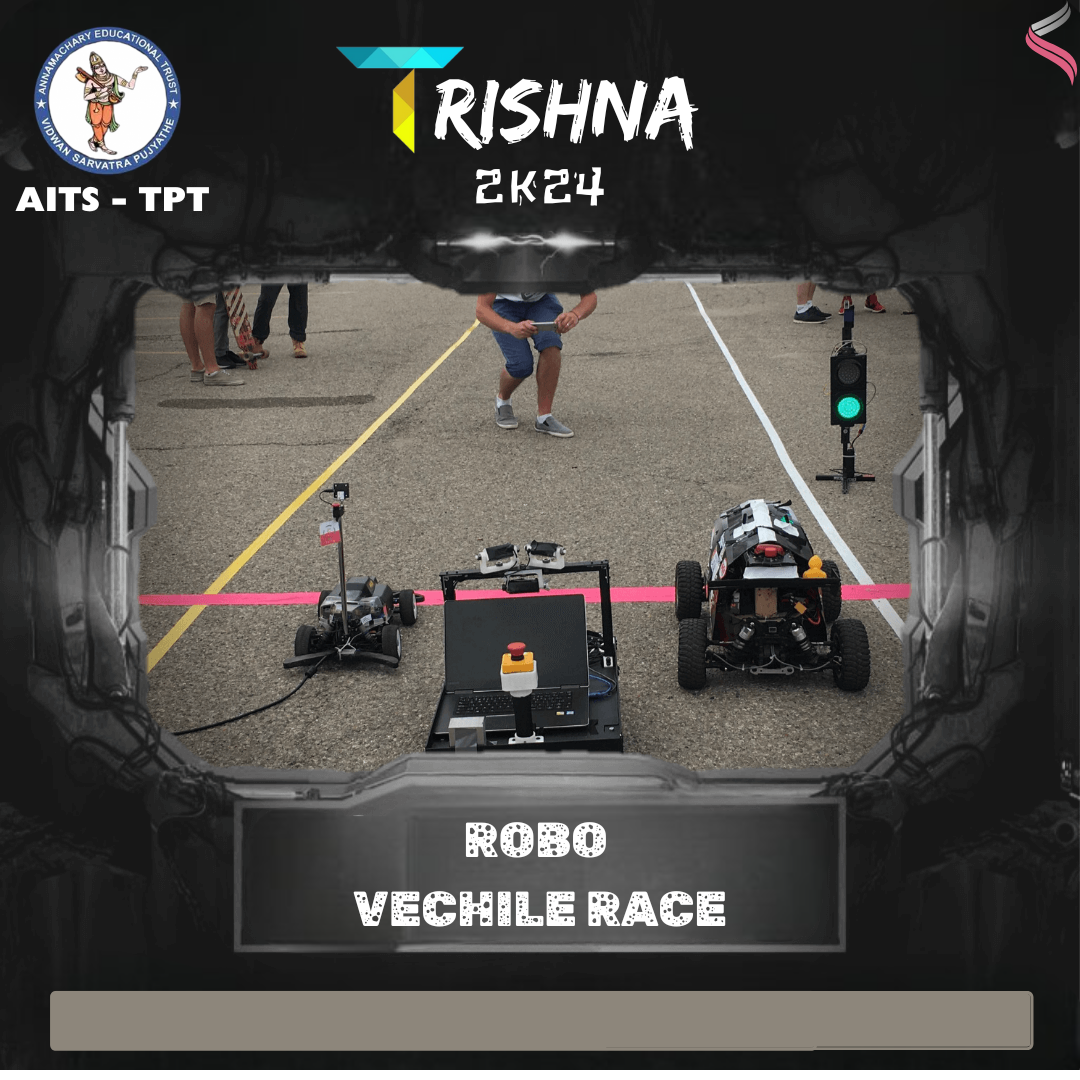 ANNAMACHARY EDUCATIONAL TRUST
VIDWAN SARVATRA PUJYATHE
AITS - TPT
TRISHNA
2K24
ROBO
VECHILE RACE